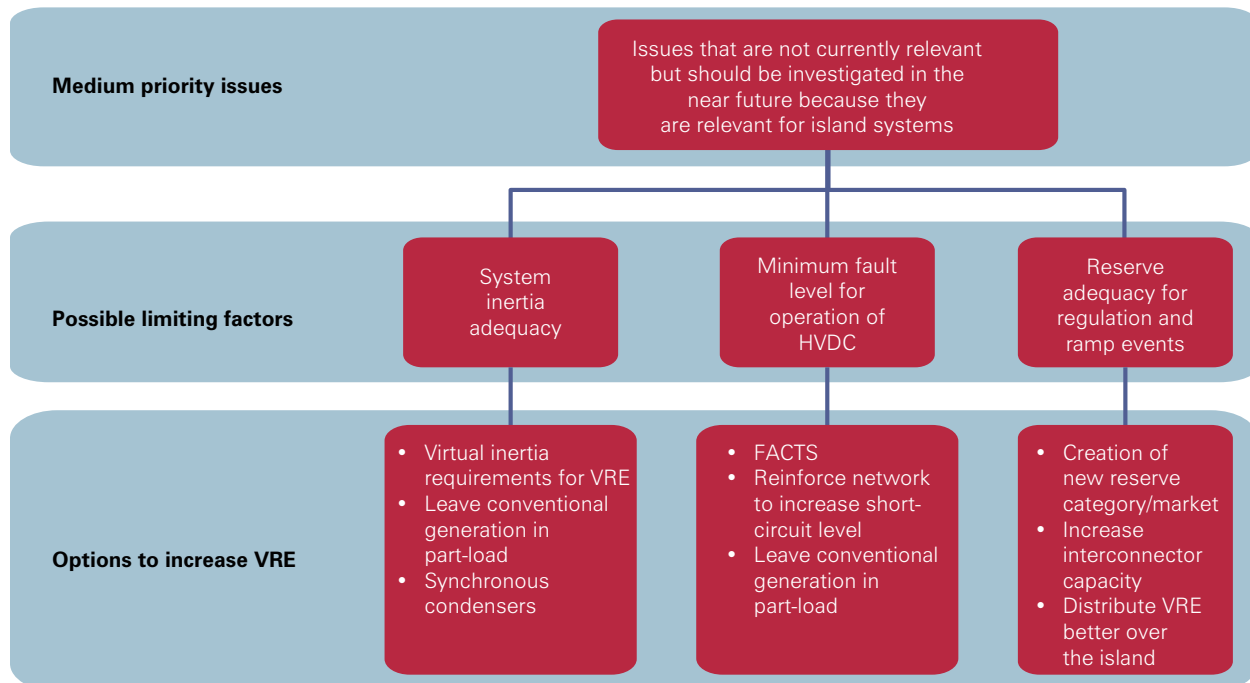 Medium priority issues
Issues that are not currently relevant
but should be investigated in the
near future because they
are relevant for island systems
Possible limiting factors
System
inertia
adequacy
Minimum fault
level for
operation of
HVDC
Reserve
adequacy for
regulation and
ramp events
Options to increase VRE
• Virtual inertia
requirements for VRE
• Leave conventional
generation in
part-load
• Synchronous
condensers
• FACTS
• Reinforce network
to increase short-
circuit level
• Leave conventional
generation in
part-load
• Creation of
new reserve
category/market
• Increase
interconnector
capacity
• Distribute VRE
better over
the island